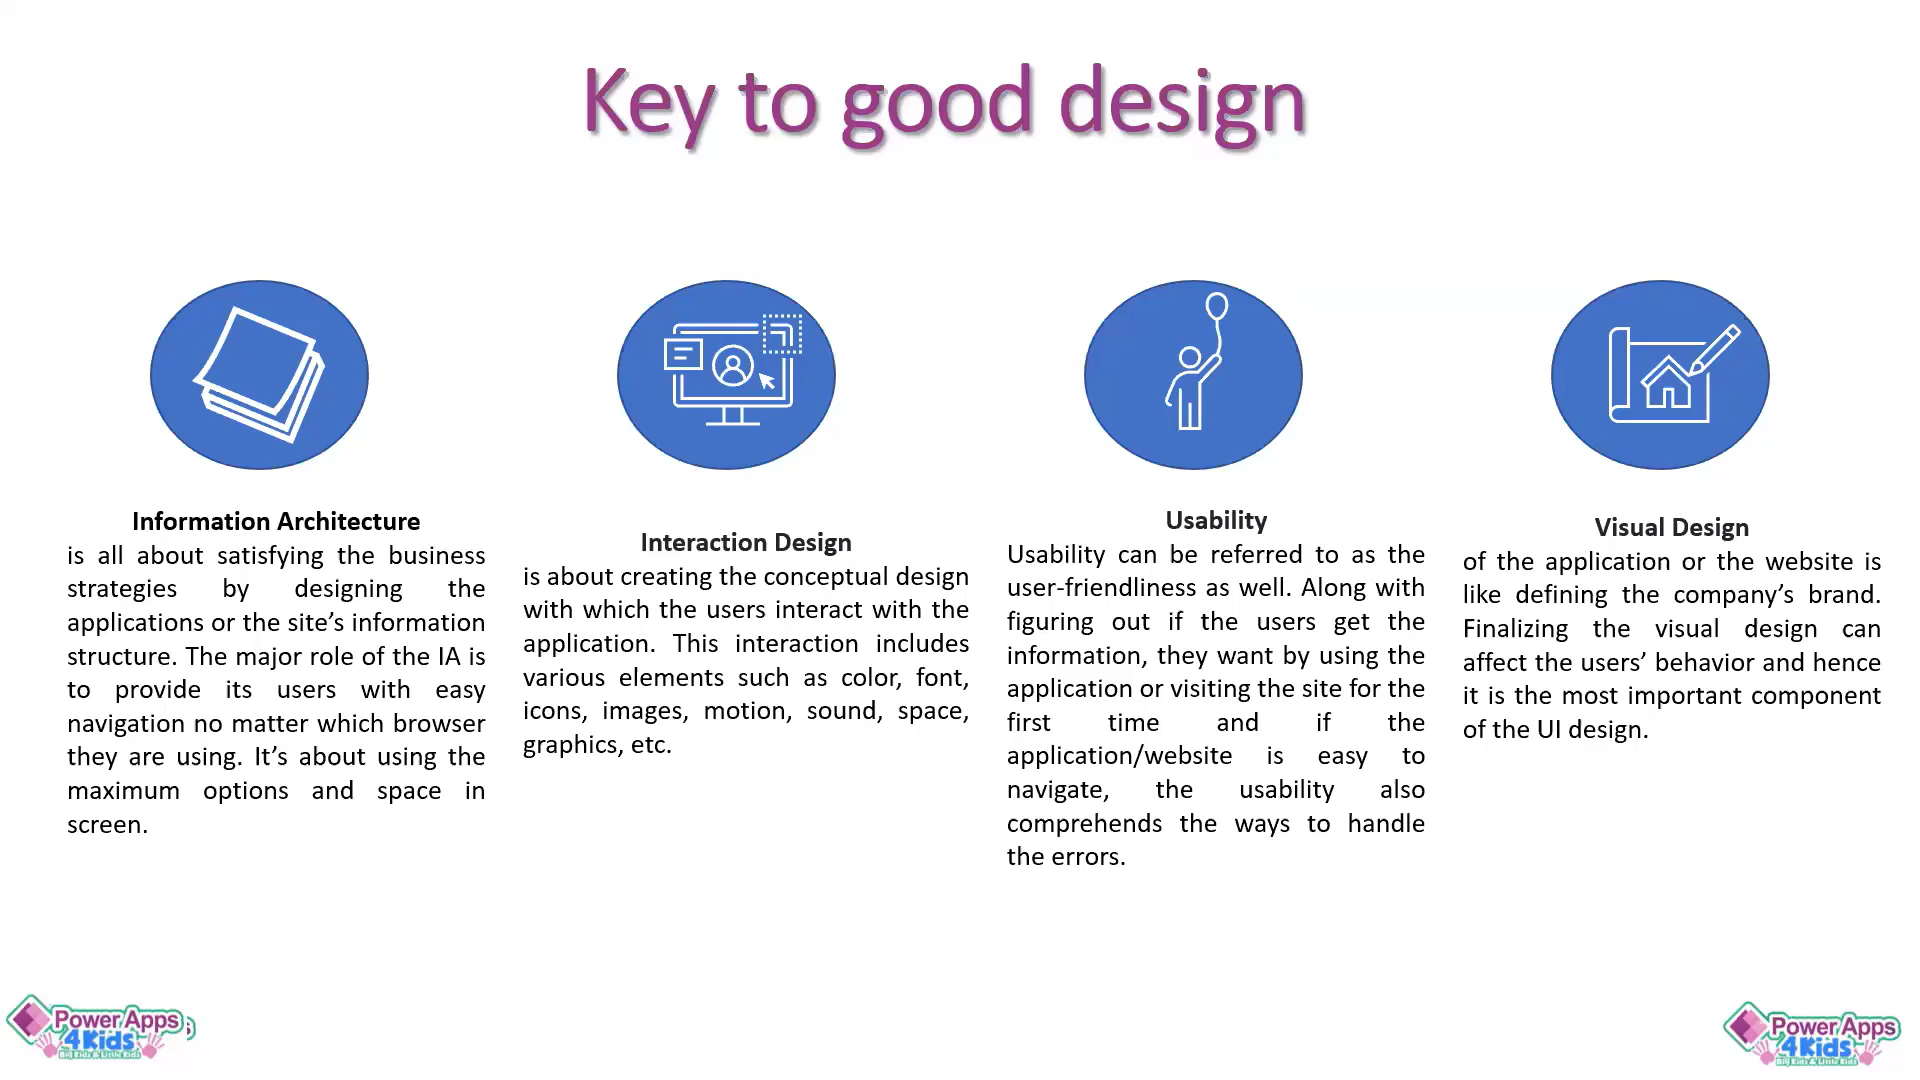 Key to good design
Information Architecture
is all about satisfying the business
strategies by designing the
applications or the site’s information
structure. The major role of the IA is
to provide its users with easy
navigation no matter which browser
they are using. It’s about using the
maximum options and space in
screen.
Interaction Design
is about creating the conceptual design
with which the users interact with the
application. This interaction includes
various elements such as color, font,
icons, images, motion, sound, space,
graphics, etc.
Usability
Usability can be referred to as the
user-friendliness as well. Along with
figuring out if the users get the
information, they want by using the
application or visiting the site for the
first time and if the
application/website is easy to
navigate, the usability also
comprehends the ways to handle
the errors.
Visual Design
of the application or the website is
like defining the company’s brand.
Finalizing the visual design can
affect the users’ behavior and hence
it is the most important component
of the UI design.
Power Apps
4Kids
Big Kids & Little Kids
Power Apps
4Kids
Big Kids & Little Kids